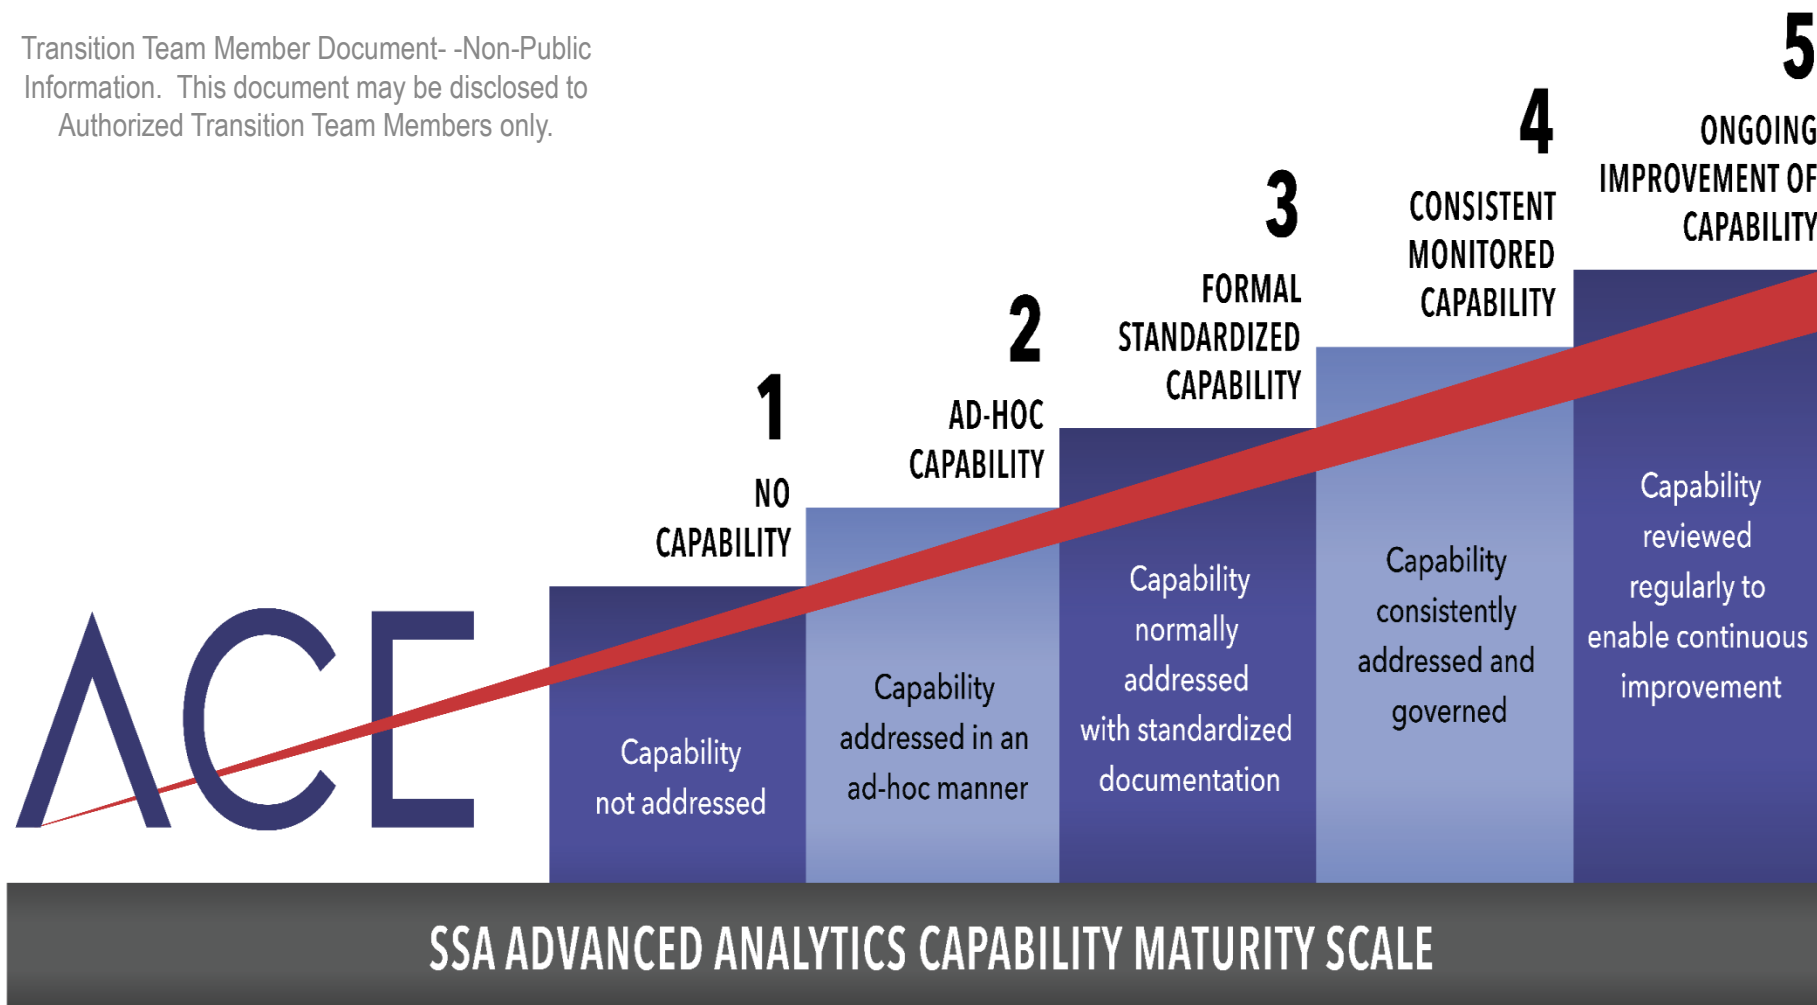 Transition Team Member Document- -Non-Public
Information.  This document may be disclosed to
Authorized Transition Team Members only.
1
NO
CAPABILITY
2
AD-HOC
CAPABILITY
3
FORMAL
STANDARDIZED
CAPABILITY
4
CONSISTENT
MONITORED
CAPABILITY
5
ONGOING
IMPROVEMENT OF
CAPABILITY
ACE
Capability
not addressed
Capability
addressed in an
ad-hoc manner
Capability
normally
addressed
with standardized
documentation
Capability
consistently
addressed and
governed
Capability
reviewed
regularly to
enable continuous
improvement
SSA ADVANCED ANALYTICS CAPABILITY MATURITY SCALE